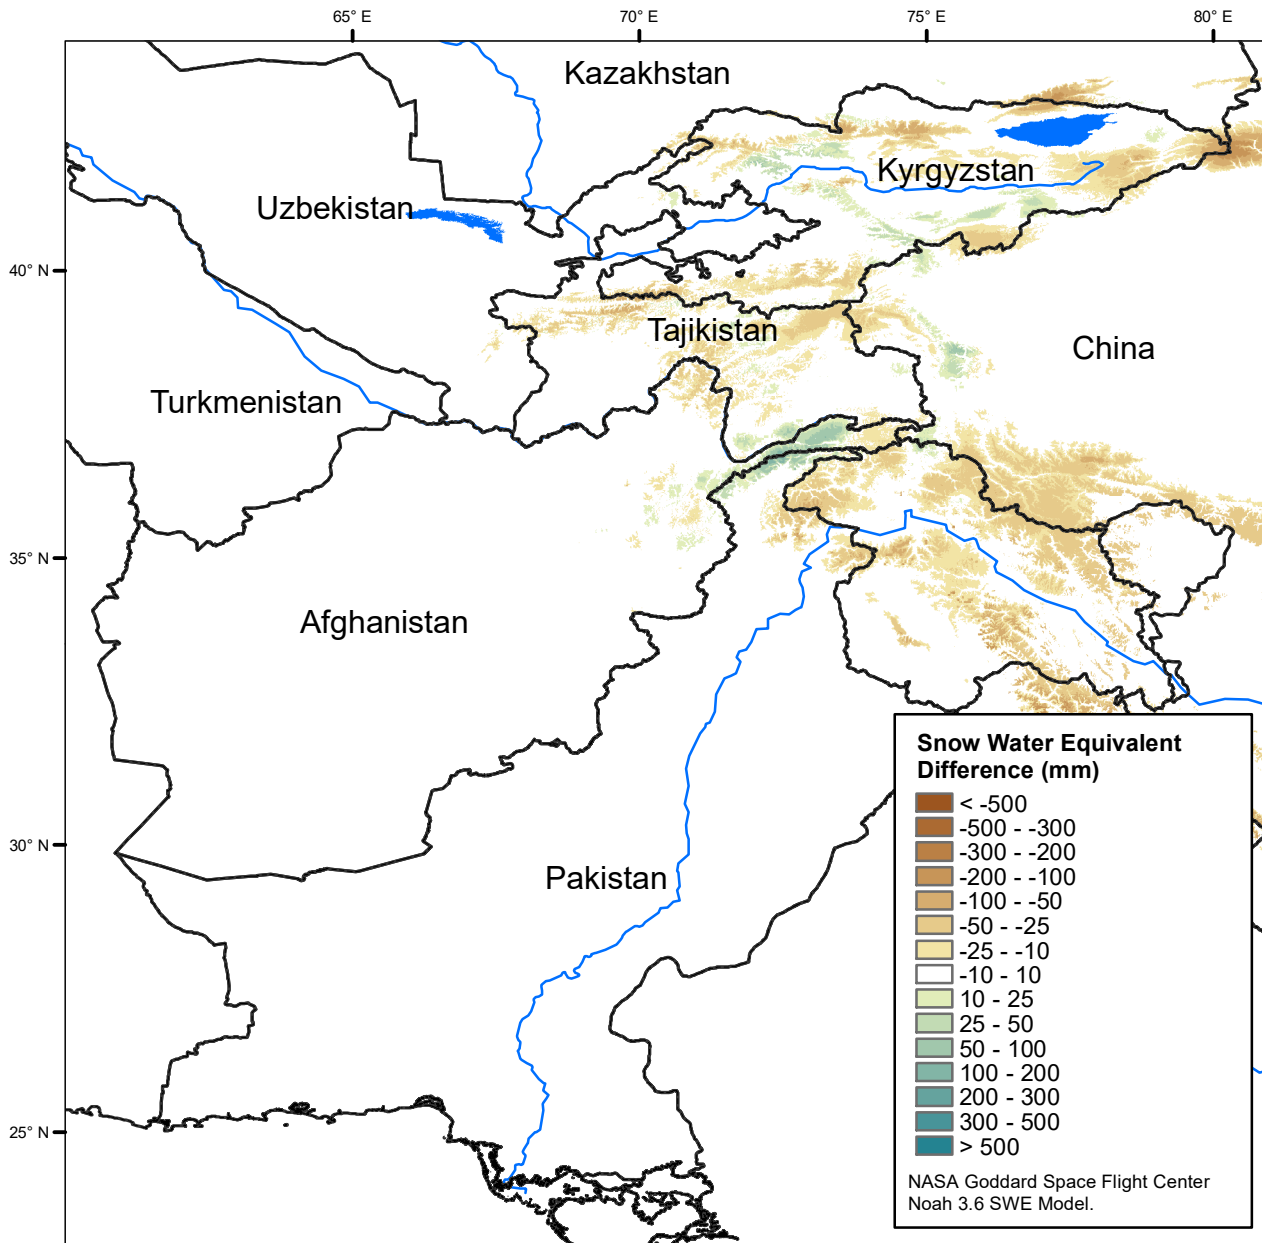 65° E
70° E
75° E
80° E
Kazakhstan
Kyrgyzstan
Uzbekistan
40° N
Tajikistan
China
Turkmenistan
35° N
Afghanistan
30° N
Pakistan
25° N
Snow Water Equivalent
Difference (mm)
< -500
-500 - -300
-300 - -200
-200 - -100
-100 - -50
-50 - -25
-25 - -10
-10 - 10
10 - 25
25 - 50
50 - 100
100 - 200
200 - 300
300 - 500
> 500
NASA Goddard Space Flight Center
Noah 3.6 SWE Model.